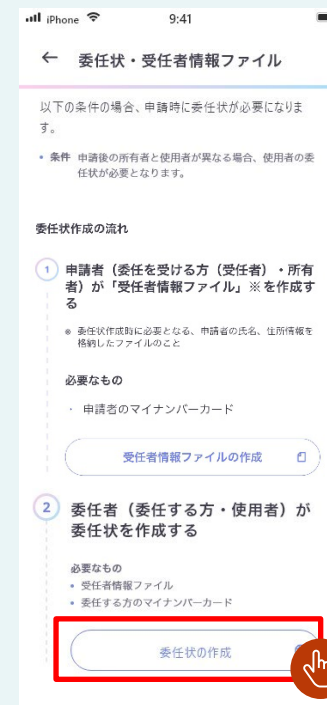 iPhone 9:41
← 委任状・受任者情報ファイル
以下の条件の場合、申請時に委任状が必要になりま
す。
• 条件 申請後の所有者と使用者が異なる場合、使用者の委
任状が必要となります。
委任状作成の流れ
1 申請者（委任を受ける方（受任者）・所有
者）が「受任者情報ファイル」※を作成す
る
※ 委任状作成時に必要となる、申請者の氏名、住所情報を
格納したファイルのこと
必要なもの
・ 申請者のマイナンバーカード
受任者情報ファイルの作成
2 委任者（委任する方・使用者）が
委任状を作成する
必要なもの
• 受任者情報ファイル
• 委任する方のマイナンバーカード
委任状の作成